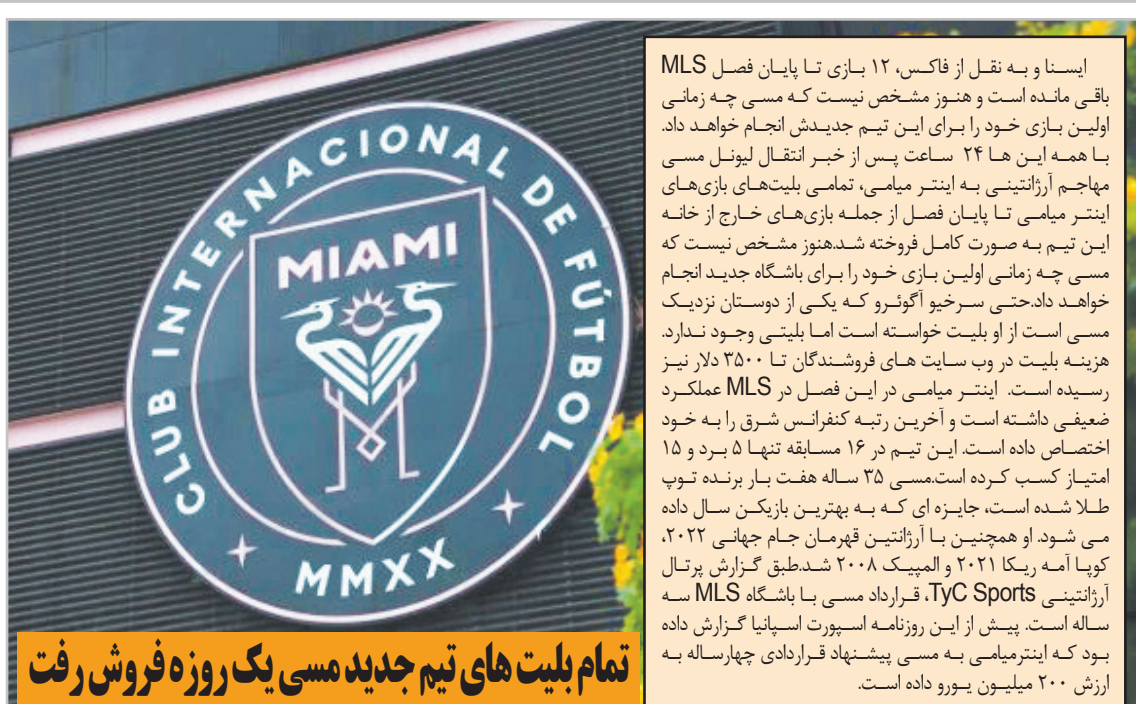 تمام بلیت های تیم جدید مسی یک روزه فروش رفت
ایسنا و به نقل از فاکس، ۱۲ بازی تا پایان فصل MLS
باقی مانده است و هنوز مشخص نیست که مسی چه زمانی
اولین بازی خود را برای این تیم جدیدش انجام خواهد داد.
با همه این ها ۲۴ ساعت پس از خبر انتقال لیونل مسی
مهاجم آرژانتینی به اینتر میامی، تمامی بلیت‌های بازی‌های
اینتر میامی تا پایان فصل از جمله بازی‌های خارج از خانه
این تیم به صورت کامل فروخته شد.هنوز مشخص نیست که
مسی چه زمانی اولین بازی خود را برای باشگاه جدید انجام
خواهد داد.حتی سرخیو آگوئرو که یکی از دوستان نزدیک
مسی است از او بلیت خواسته است اما بلیتی وجود ندارد.
هزینه بلیت در وب سایت های فروشندگان تا ۳۵۰۰ دلار نیز
رسیده است. اینتر میامی در این فصل در MLS عملکرد
ضعیفی داشته است و آخرین رتبه کنفرانس شرق را به خود
اختصاص داده است. این تیم در ۱۶ مسابقه تنها ۵ برد و ۱۵
امتیاز کسب کرده است.مسی ۳۵ ساله هفت بار برنده توپ
طلا شده است، جایزه ای که به بهترین بازیکن سال داده
می شود. او همچنین با آرژانتین قهرمان جام جهانی ۲۰۲۲،
کوپا آمه ریکا ۲۰۲۱ و المپیک ۲۰۰۸ شد.طبق گزارش پرتال
آرژانتینی TyC Sports، قرارداد مسی با باشگاه MLS سه
ساله است. پیش از این روزنامه اسپورت اسپانیا گزارش داده
بود که اینترمیامی به مسی پیشنهاد قراردادی چهارساله به
ارزش ۲۰۰ میلیون یورو داده است.
CLUB INTERNACIONAL DE FÚTBOL
MIAMI
MMXX